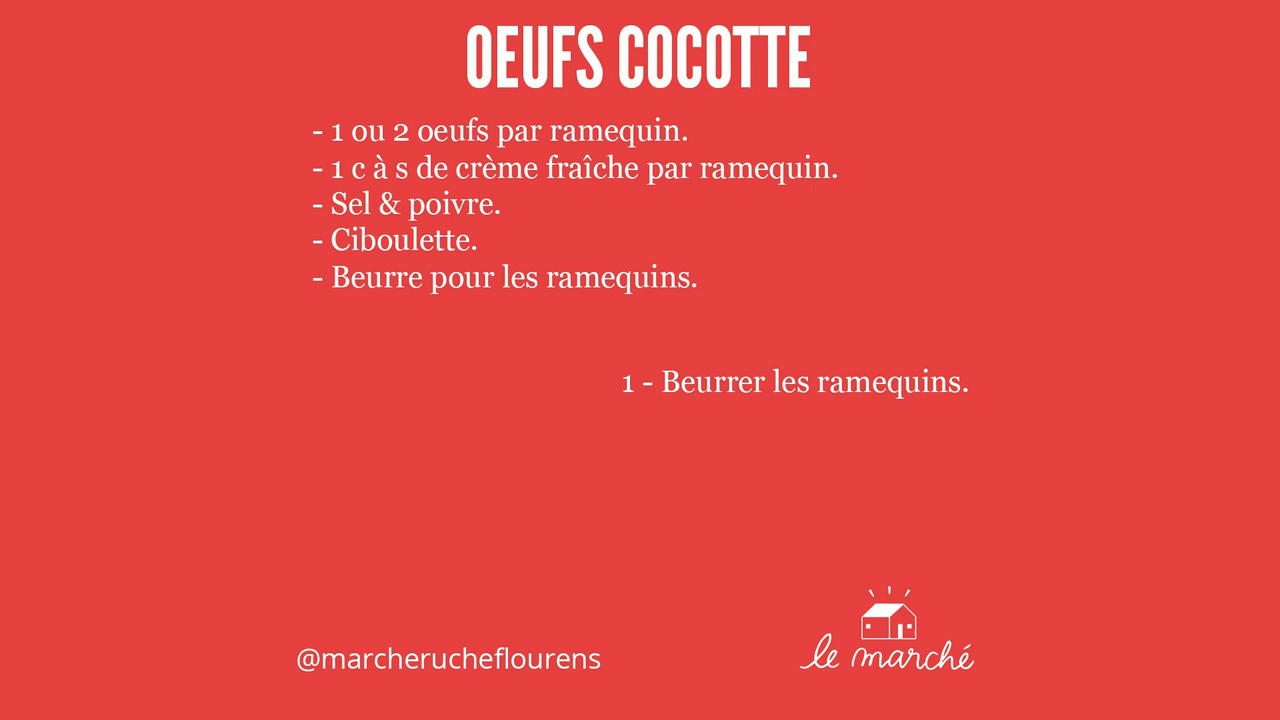 OEUFS COCOTTE
- 1 ou 2 oeufs par ramequin.
- 1 c à s de crème fraîche par ramequin.
- Sel & poivre.
- Ciboulette.
- Beurre pour les ramequins.
1 - Beurrer les ramequins.
@marcherucheflourens
le marché